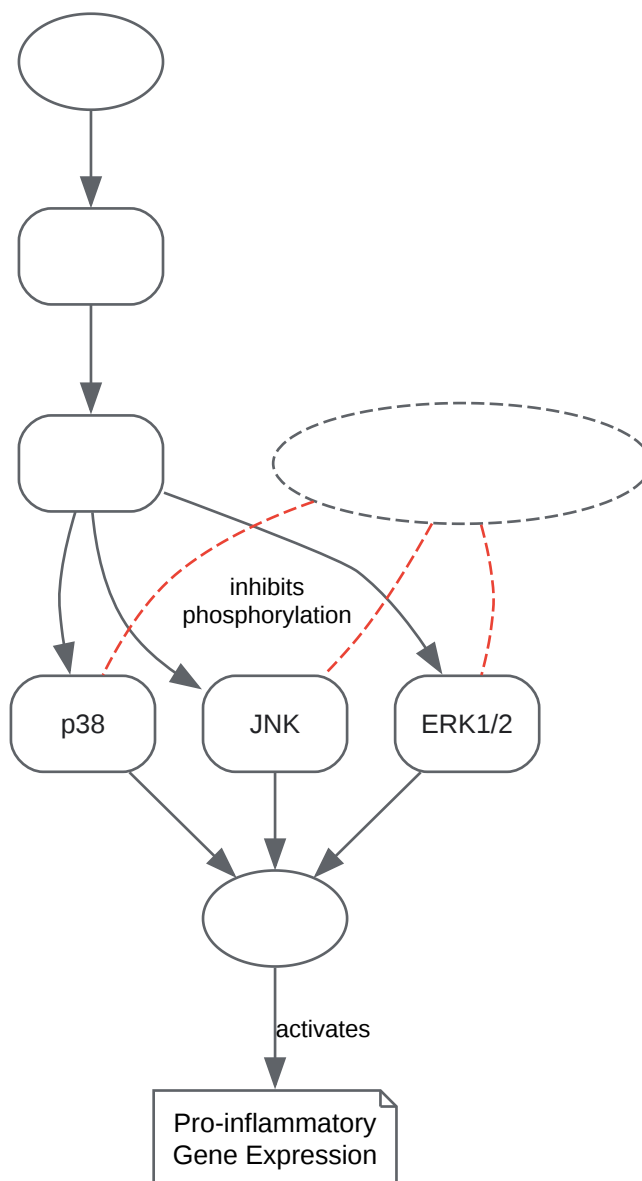 inhibits
phosphorylation
p38
JNK
ERK1/2
activates
Pro-inflammatory
Gene Expression